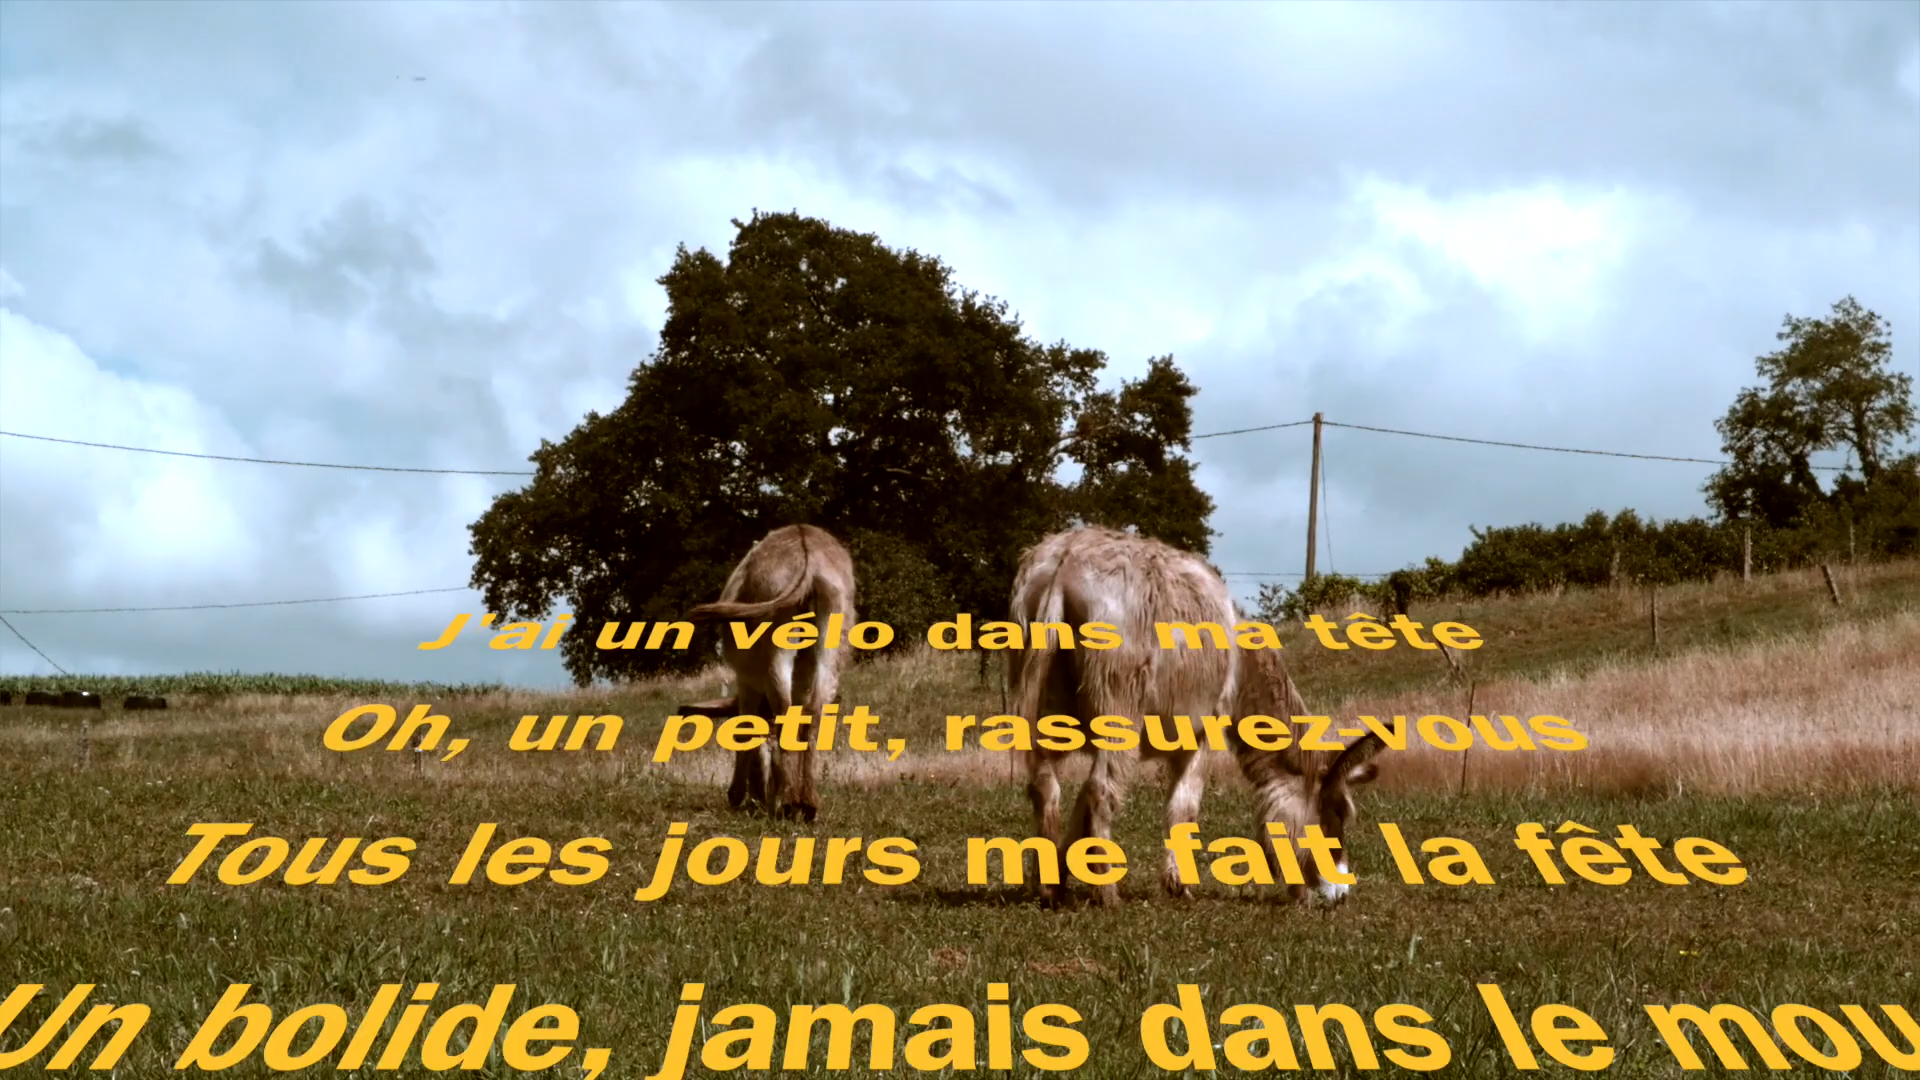 J'ai un vélo dans ma tête
Oh, un petit, rassurez-vous
Tous les jours me fait la fête
Un bolide, jamais dans le mou